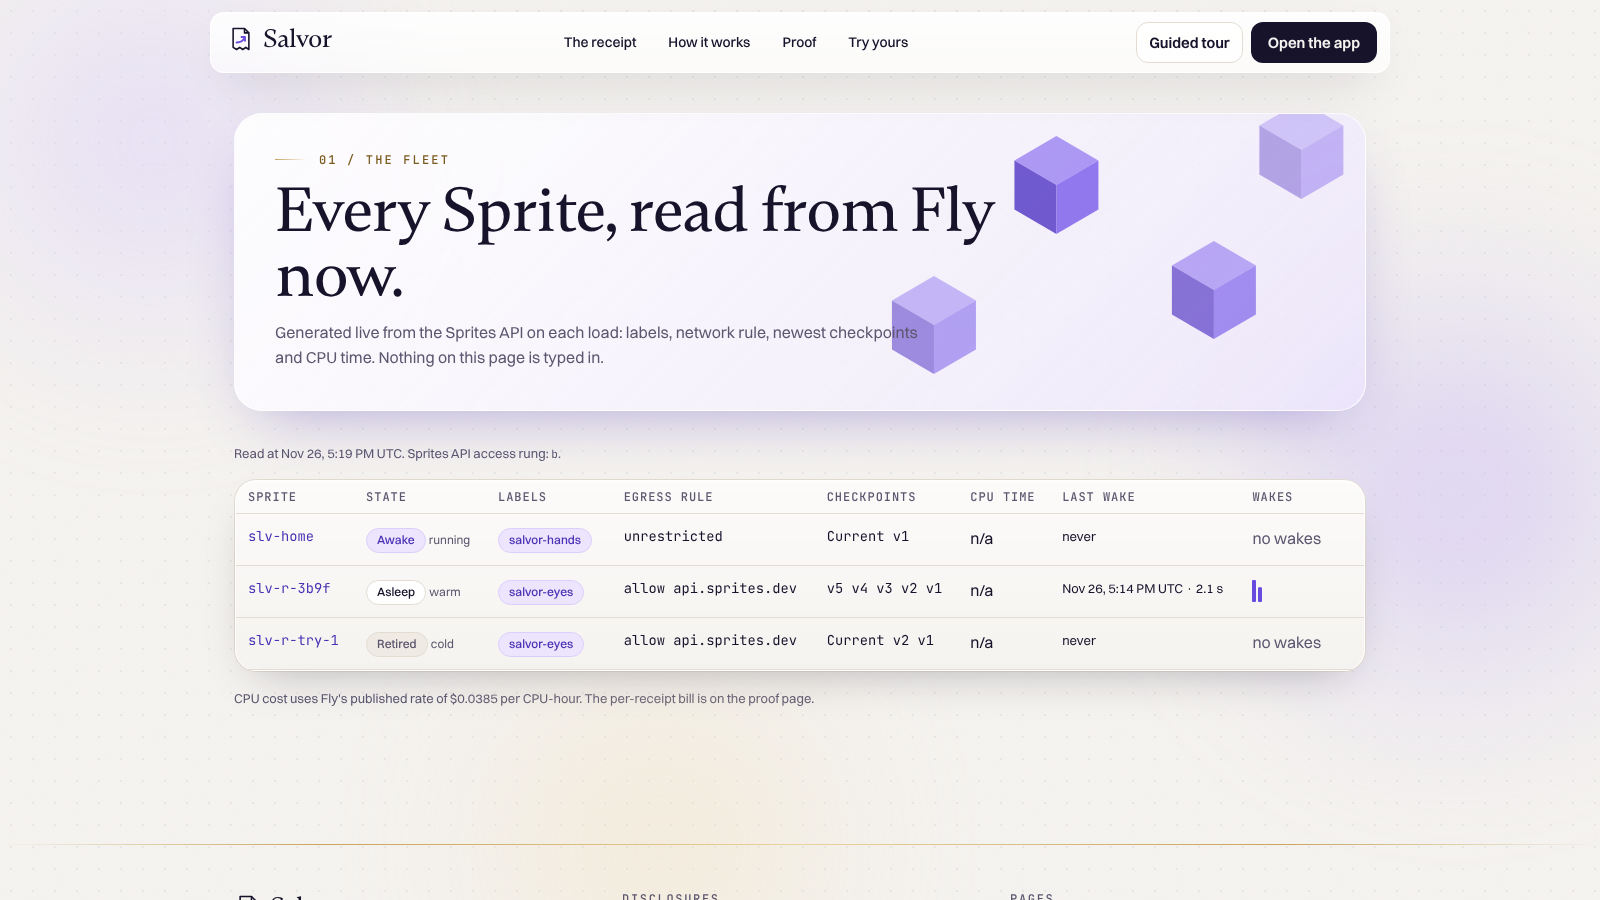 Salvor
The receipt How it works Proof Try yours
Guided tour Open the app
01 / THE FLEET
Every Sprite, read from Fly
now.
Generated live from the Sprites API on each load: labels, network rule, newest checkpoints
and CPU time. Nothing on this page is typed in.
Read at Nov 26, 5:19 PM UTC. Sprites API access rung: b.
SPRITE STATE LABELS EGRESS RULE CHECKPOINTS CPU TIME LAST WAKE WAKES
slv-home Awake running salvor-hands unrestricted Current v1 n/a never no wakes
slv-r-3b9f Asleep warm salvor-eyes allow api.sprites.dev v5 v4 v3 v2 v1 n/a Nov 26, 5:14 PM UTC · 2.1 s
slv-r-try-1 Retired cold salvor-eyes allow api.sprites.dev Current v2 v1 n/a never no wakes
CPU cost uses Fly's published rate of $0.0385 per CPU-hour. The per-receipt bill is on the proof page.
DISCLOSURES PAGES